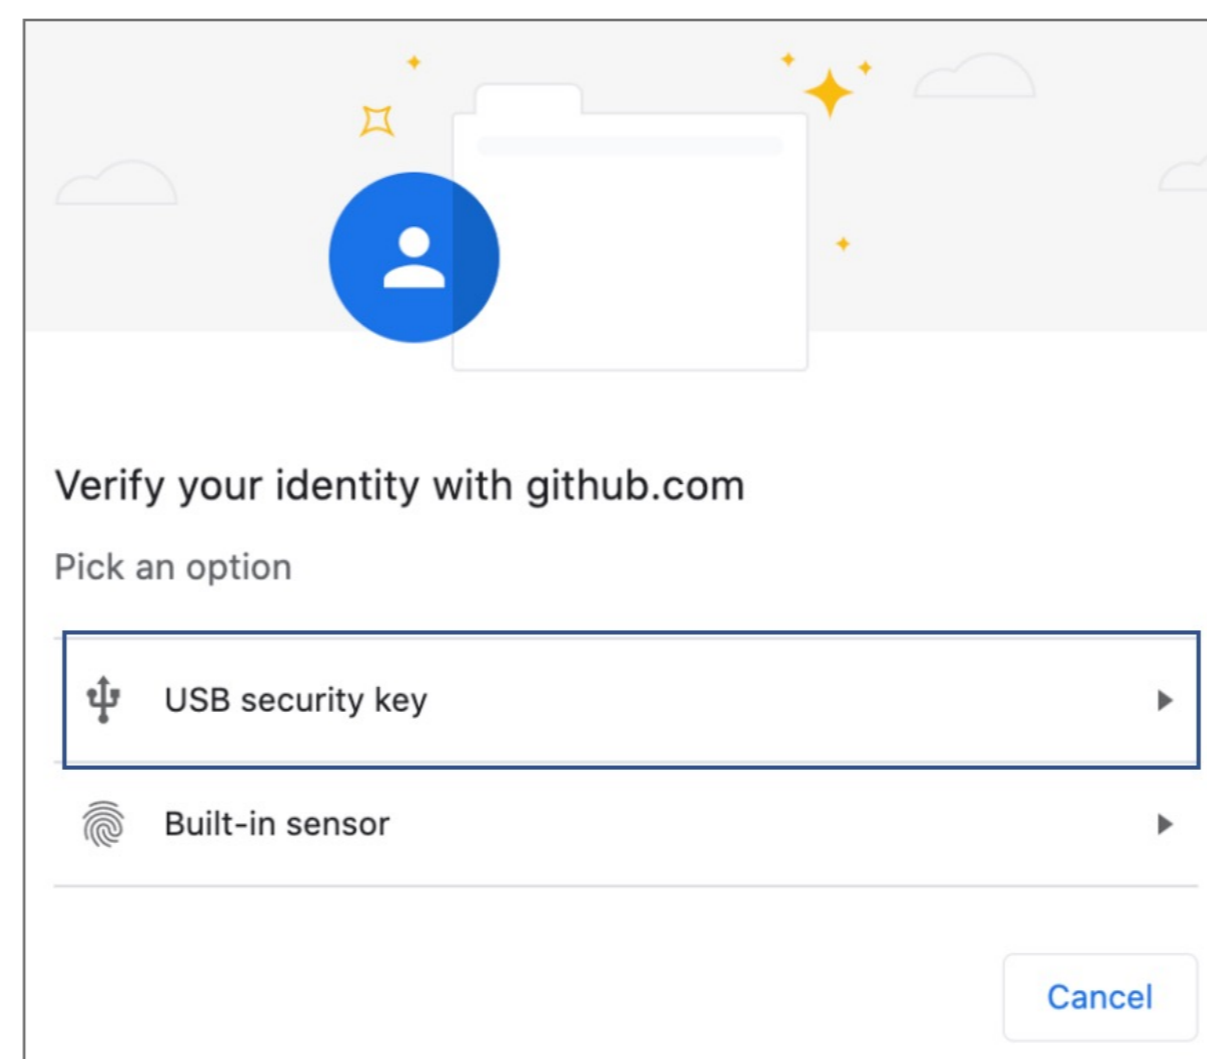 Verify your identity with github.com
Pick an option
USB security key
Built-in sensor
Cancel